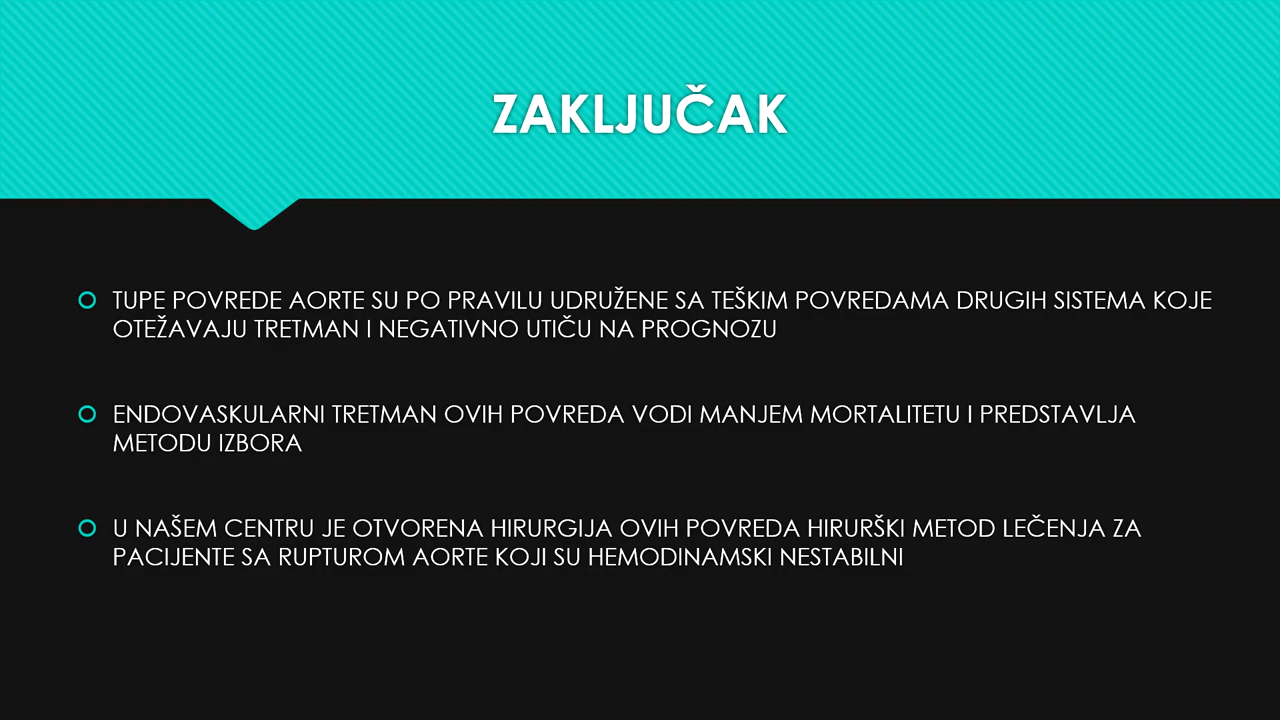 ZAKLJUČAK
TUPE POVREDE AORTE SU PO PRAVILU UDRUŽENE SA TEŠKIM POVREDAMA DRUGIH SISTEMA KOJE
OTEŽAVAJU TRETMAN I NEGATIVNO UTIČU NA PROGNOZU
ENDOVASKULARNI TRETMAN OVIH POVREDA VODI MANJEM MORTALITETU I PREDSTAVLJA
METODU IZBORA
U NAŠEM CENTRU JE OTVORENA HIRURGIJA OVIH POVREDA HIRURŠKI METOD LEČENJA ZA
PACIJENTE SA RUPTUROM AORTE KOJI SU HEMODINAMSKI NESTABILNI